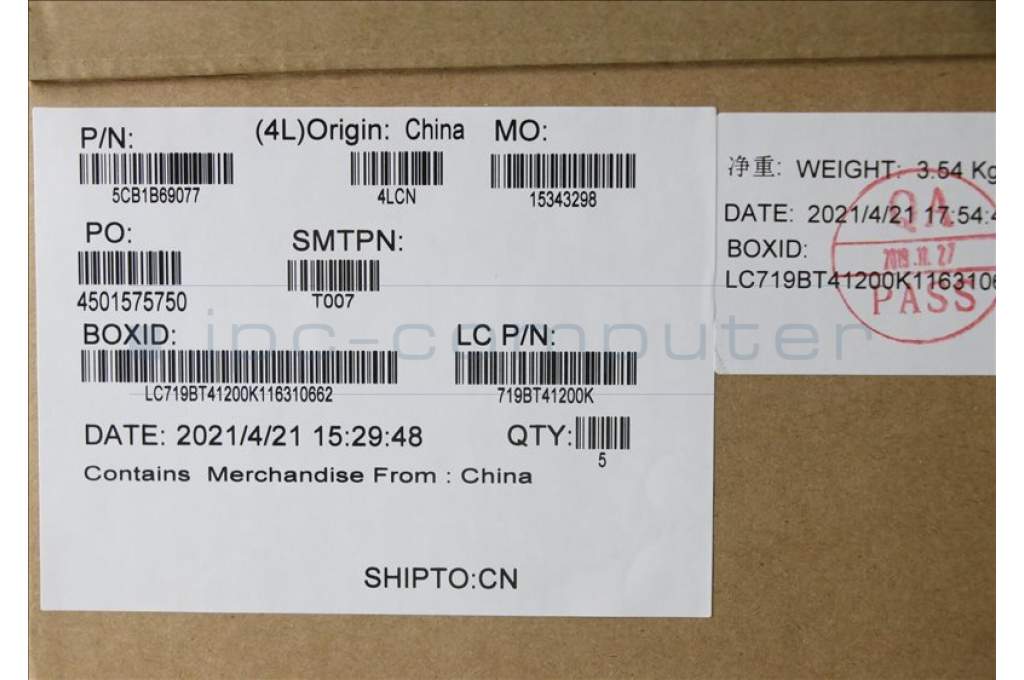 P/N:
5CB1B69077
(4L)Origin: China
4LCN
MO:
15343298
PO:
4501575750
SMTPN:
T007
BOXID:
LC719BT41200K116310662
LC P/N:
719BT41200K
DATE: 2021/4/21 15:29:48
QTY:
5
Contains Merchandise From : China
SHIPTO:CN
净重: WEIGHT: 3.54 Kg
DATE: 2021/4/21 17:54:4
BOXID:
LC719BT41200K1163106
QA
PASS
ipc-computer